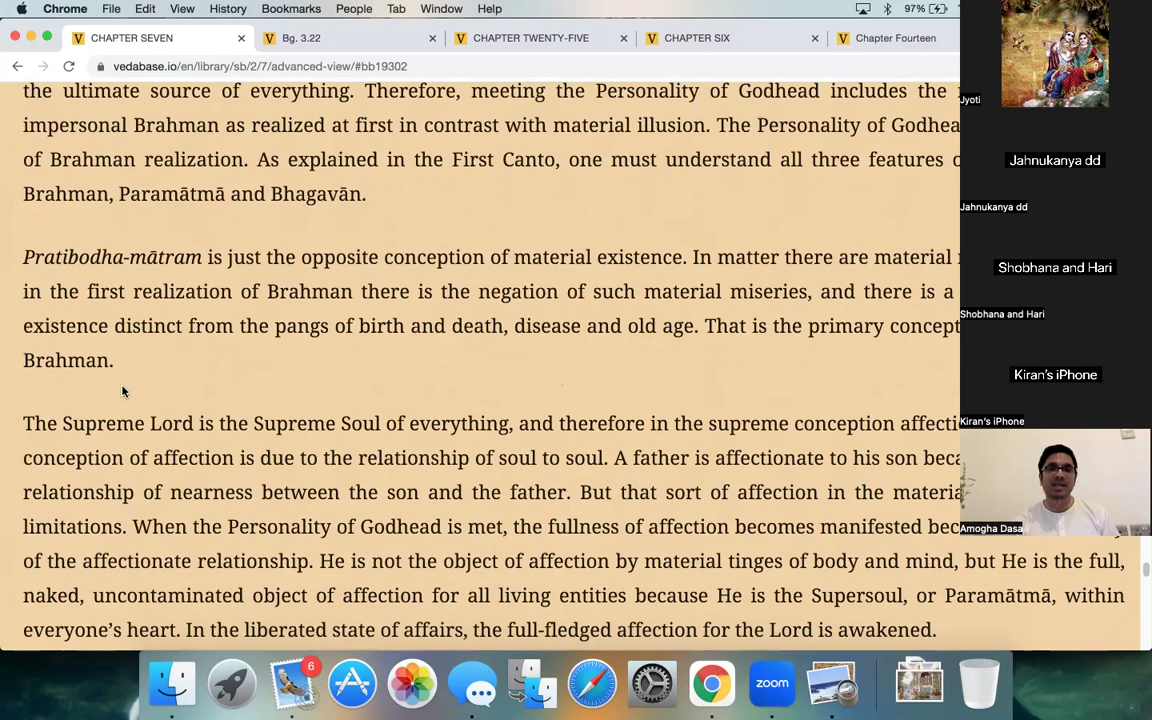 Chrome File Edit View History Bookmarks People Tab Window Help 97%
CHAPTER SEVEN Bg. 3.22 CHAPTER TWENTY-FIVE CHAPTER SIX Chapter Fourteen
vedabase.io/en/library/sb/2/7/advanced-view/#bb19302
the ultimate source of everything. Therefore, meeting the Personality of Godhead includes the
impersonal Brahman as realized at first in contrast with material illusion. The Personality of Godhea
of Brahman realization. As explained in the First Canto, one must understand all three features o
Brahman, Paramātmā and Bhagavān.
Pratibodha-mātram is just the opposite conception of material existence. In matter there are material
in the first realization of Brahman there is the negation of such material miseries, and there is a
existence distinct from the pangs of birth and death, disease and old age. That is the primary concept
Brahman.
The Supreme Lord is the Supreme Soul of everything, and therefore in the supreme conception affecti
conception of affection is due to the relationship of soul to soul. A father is affectionate to his son beca
relationship of nearness between the son and the father. But that sort of affection in the materia
limitations. When the Personality of Godhead is met, the fullness of affection becomes manifested bec
of the affectionate relationship. He is not the object of affection by material tinges of body and mind, but He is the full,
naked, uncontaminated object of affection for all living entities because He is the Supersoul, or Paramātmā, within
everyone's heart. In the liberated state of affairs, the full-fledged affection for the Lord is awakened.
Jyoti
Jahnukanya dd
Jahnukanya dd
Shobhana and Hari
Shobhana and Hari
Kiran's iPhone
Kiran's iPhone
Amogha Dasa
6
zoom